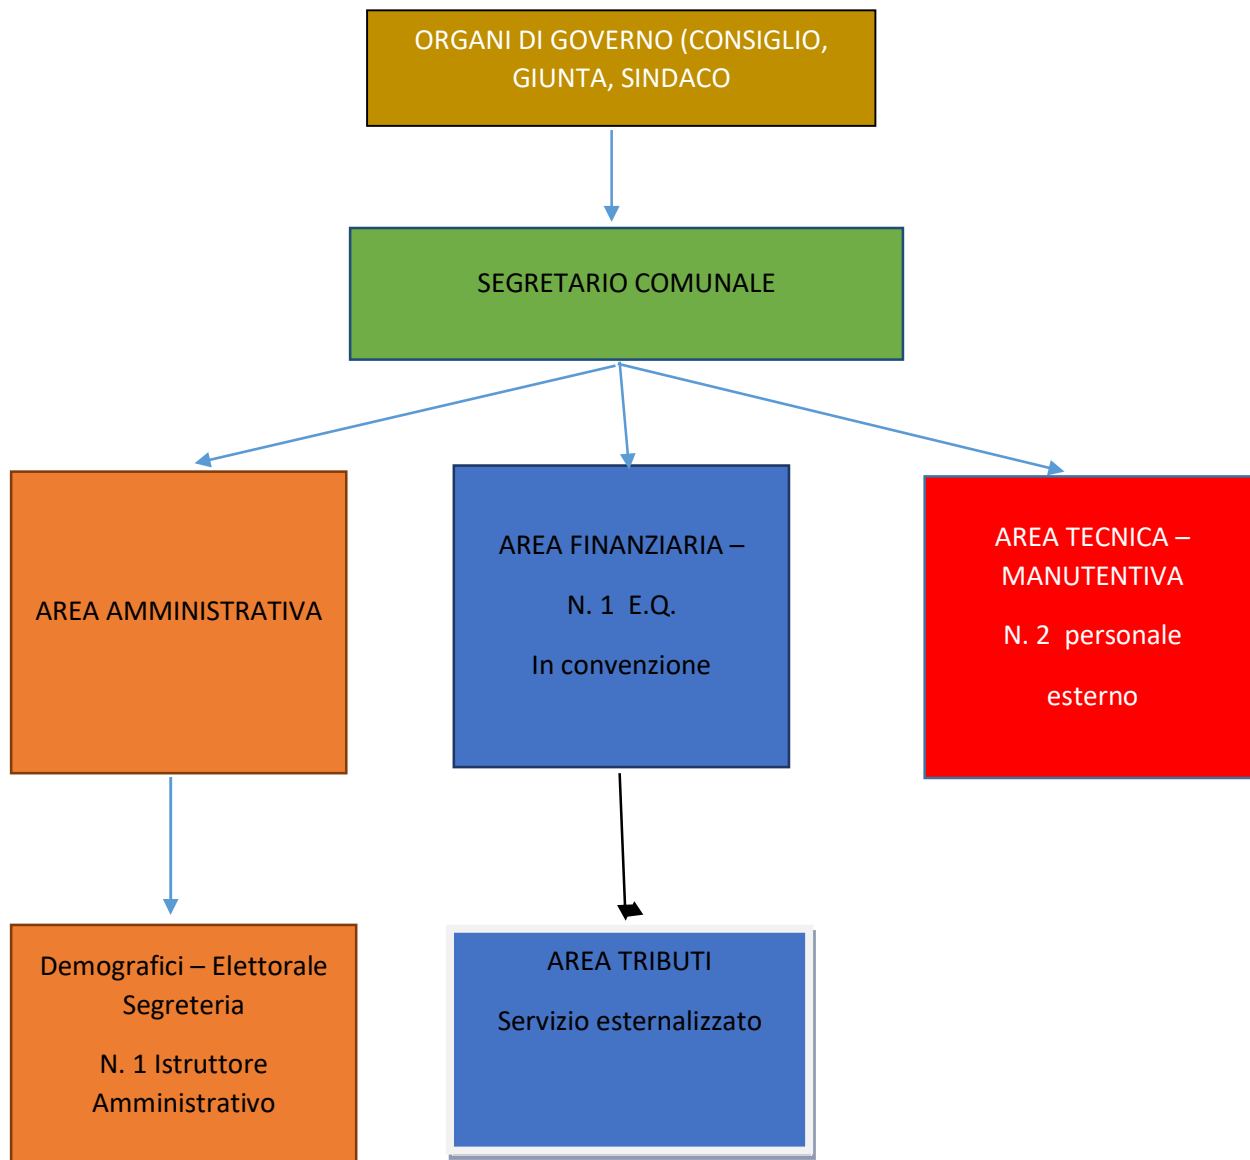 ORGANI DI GOVERNO (CONSIGLIO,
GIUNTA, SINDACO
SEGRETARIO COMUNALE
AREA AMMINISTRATIVA
AREA FINANZIARIA –
N. 1 E.Q.
In convenzione
AREA TECNICA –
MANUTENTIVA
N. 2 personale
esterno
Demografici – Elettorale
Segreteria
N. 1 Istruttore
Amministrativo
AREA TRIBUTI
Servizio esternalizzato